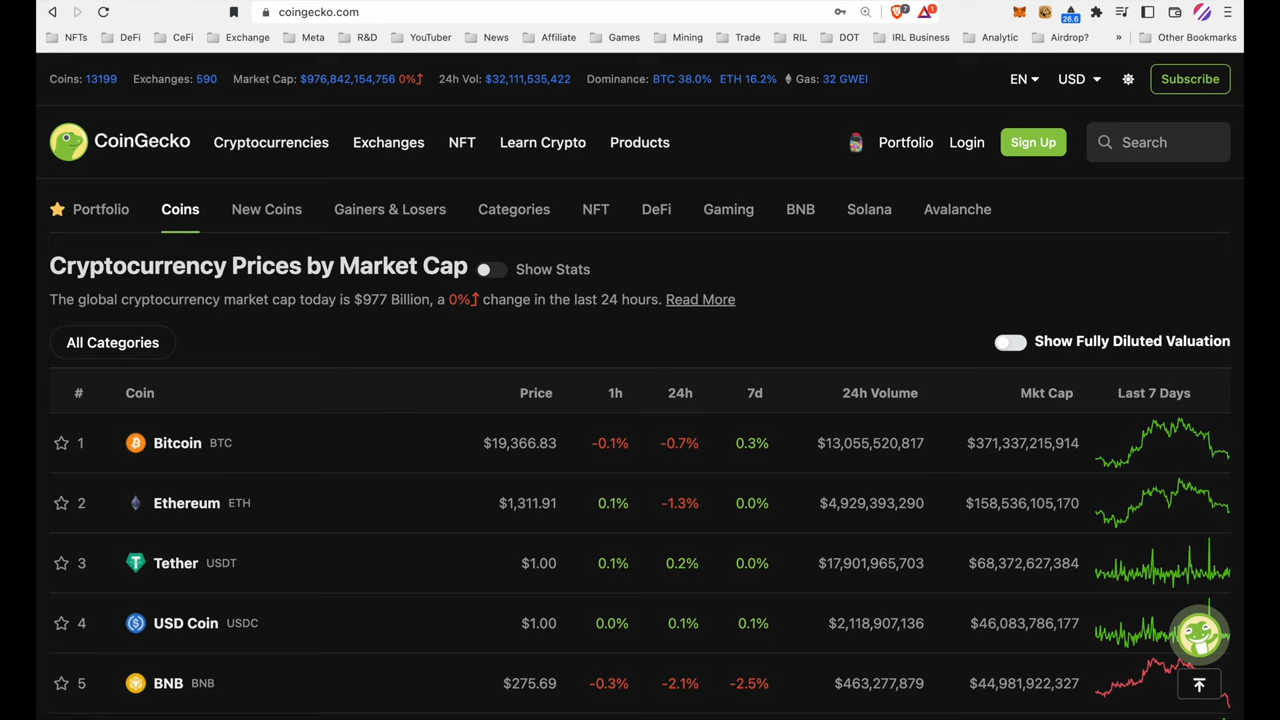 coingecko.com
7
1
26.6
NFTs DeFi CeFi Exchange Meta R&D YouTuber News Affiliate Games Mining Trade RIL DOT IRL Business Analytic Airdrop? » Other Bookmarks
Coins: 13199 Exchanges: 590 Market Cap: $976,842,154,756 0% 24h Vol: $32,111,535,422 Dominance: BTC 38.0% ETH 16.2% Gas: 32 GWEI EN USD Subscribe
CoinGecko Cryptocurrencies Exchanges NFT Learn Crypto Products Portfolio Login Sign Up Search
Portfolio Coins New Coins Gainers & Losers Categories NFT DeFi Gaming BNB Solana Avalanche
Cryptocurrency Prices by Market Cap Show Stats
The global cryptocurrency market cap today is $977 Billion, a 0% change in the last 24 hours. Read More
All Categories Show Fully Diluted Valuation
# Coin Price 1h 24h 7d 24h Volume Mkt Cap Last 7 Days
1 Bitcoin BTC $19,366.83 -0.1% -0.7% 0.3% $13,055,520,817 $371,337,215,914
2 Ethereum ETH $1,311.91 0.1% -1.3% 0.0% $4,929,393,290 $158,536,105,170
3 Tether USDT $1.00 0.1% 0.2% 0.0% $17,901,965,703 $68,372,627,384
4 USD Coin USDC $1.00 0.0% 0.1% 0.1% $2,118,907,136 $46,083,786,177
5 BNB BNB $275.69 -0.3% -2.1% -2.5% $463,277,879 $44,981,922,327